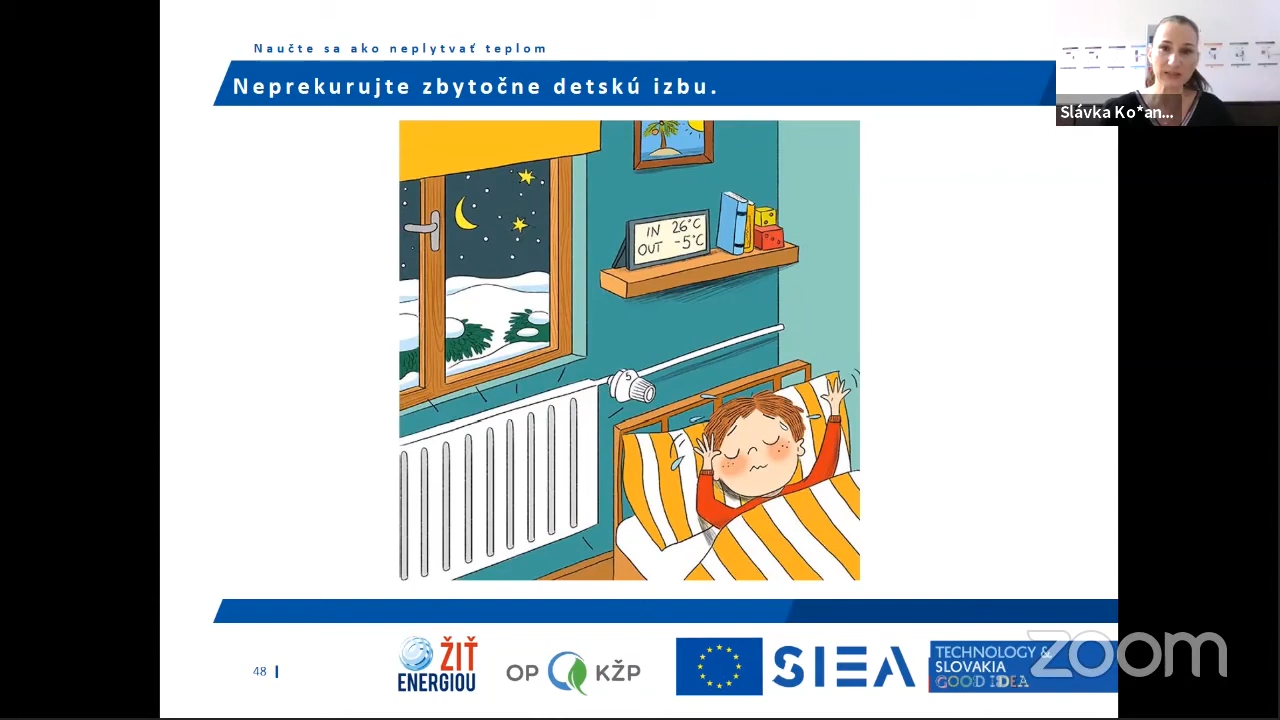 Naučte sa ako neplytvať teplom
Neprekurujte zbytočne detskú izbu.
Slávka Ko*an...
IN 26°C
OUT -5°C
48
ŽIŤ
ENERGIOU
OP KŽP
SIEA
TECHNOLOGY &
SLOVAKIA
GOOD IDEA
zoom